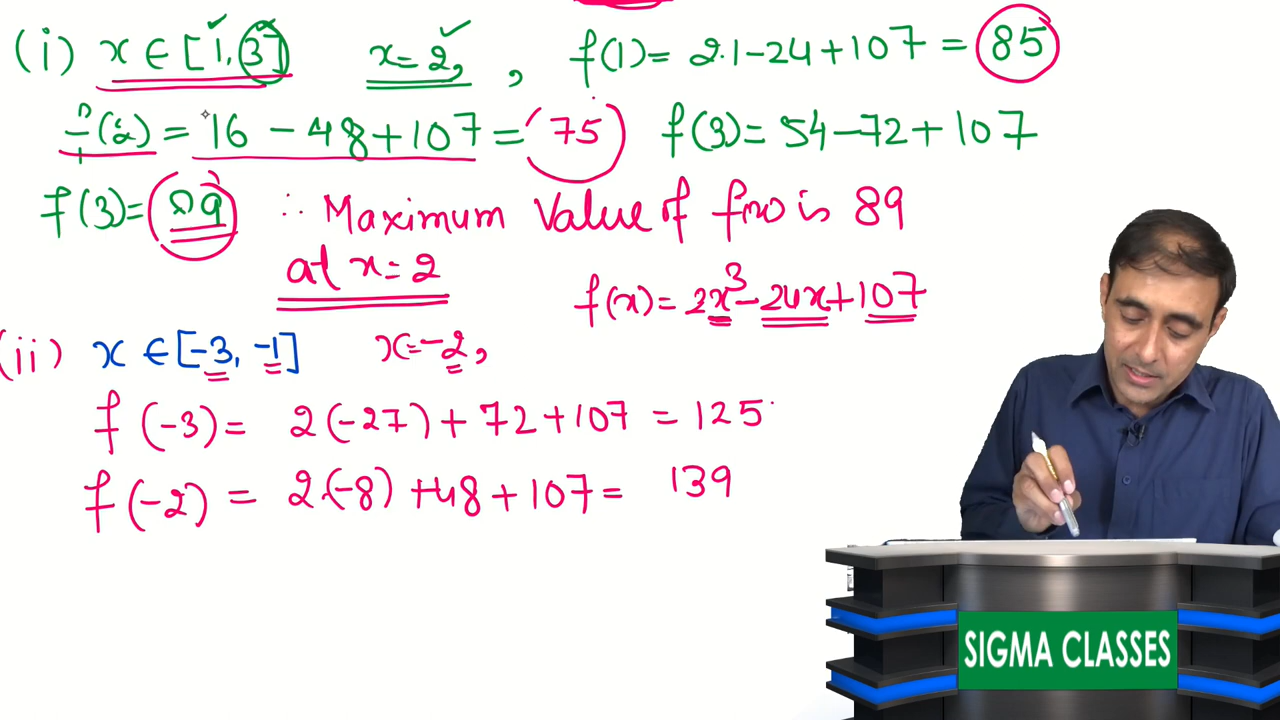 (i) x ∈ [1, 3] x = 2, , f(1) = 2.1 - 24 + 107 = 85
f(2) = 16 - 48 + 107 = 75 f(3) = 54 - 72 + 107
f(3) = 89 ∴ Maximum Value of f(x) is 89
at x = 2
f(x) = 2x³ - 24x + 107
(ii) x ∈ [-3, -1] x = -2,
f(-3) = 2(-27) + 72 + 107 = 125
f(-2) = 2(-8) + 48 + 107 = 139
SIGMA CLASSES